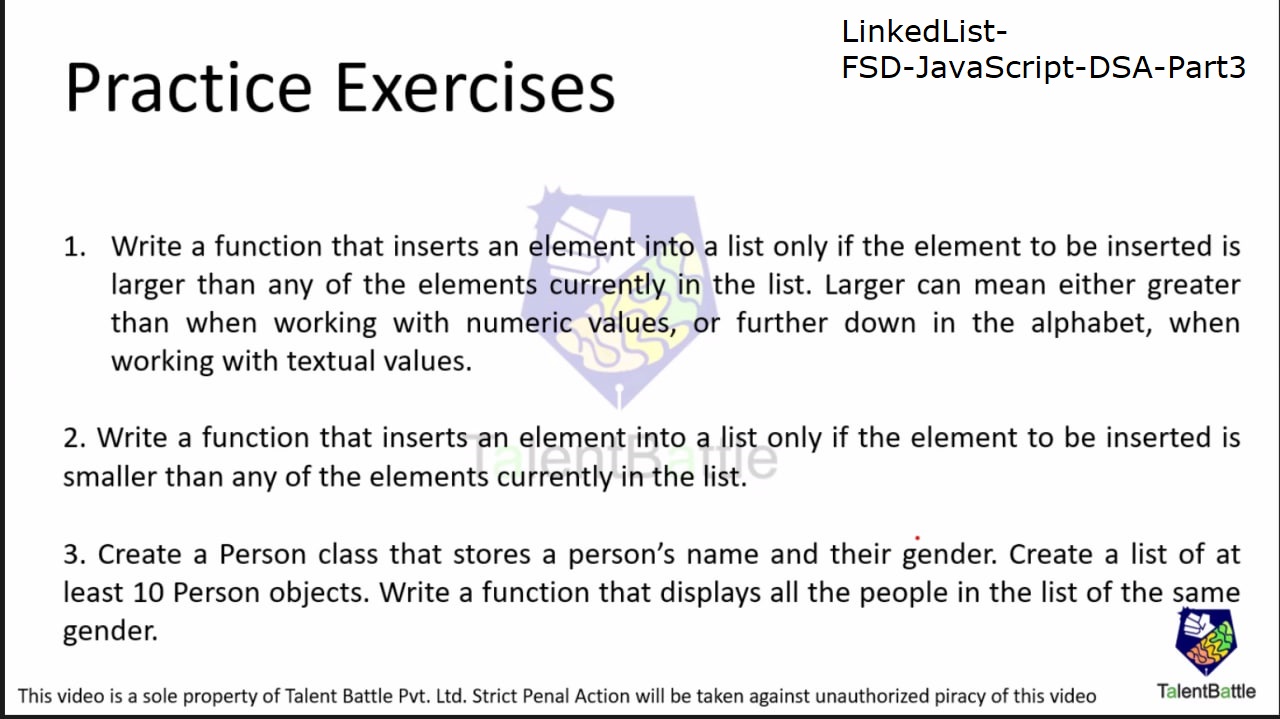 LinkedList-
FSD-JavaScript-DSA-Part3
Practice Exercises
1. Write a function that inserts an element into a list only if the element to be inserted is
larger than any of the elements currently in the list. Larger can mean either greater
than when working with numeric values, or further down in the alphabet, when
working with textual values.
TalentBattle
2. Write a function that inserts an element into a list only if the element to be inserted is
smaller than any of the elements currently in the list.
3. Create a Person class that stores a person’s name and their gender. Create a list of at
least 10 Person objects. Write a function that displays all the people in the list of the same
gender.
This video is a sole property of Talent Battle Pvt. Ltd. Strict Penal Action will be taken against unauthorized piracy of this video
TalentBattle